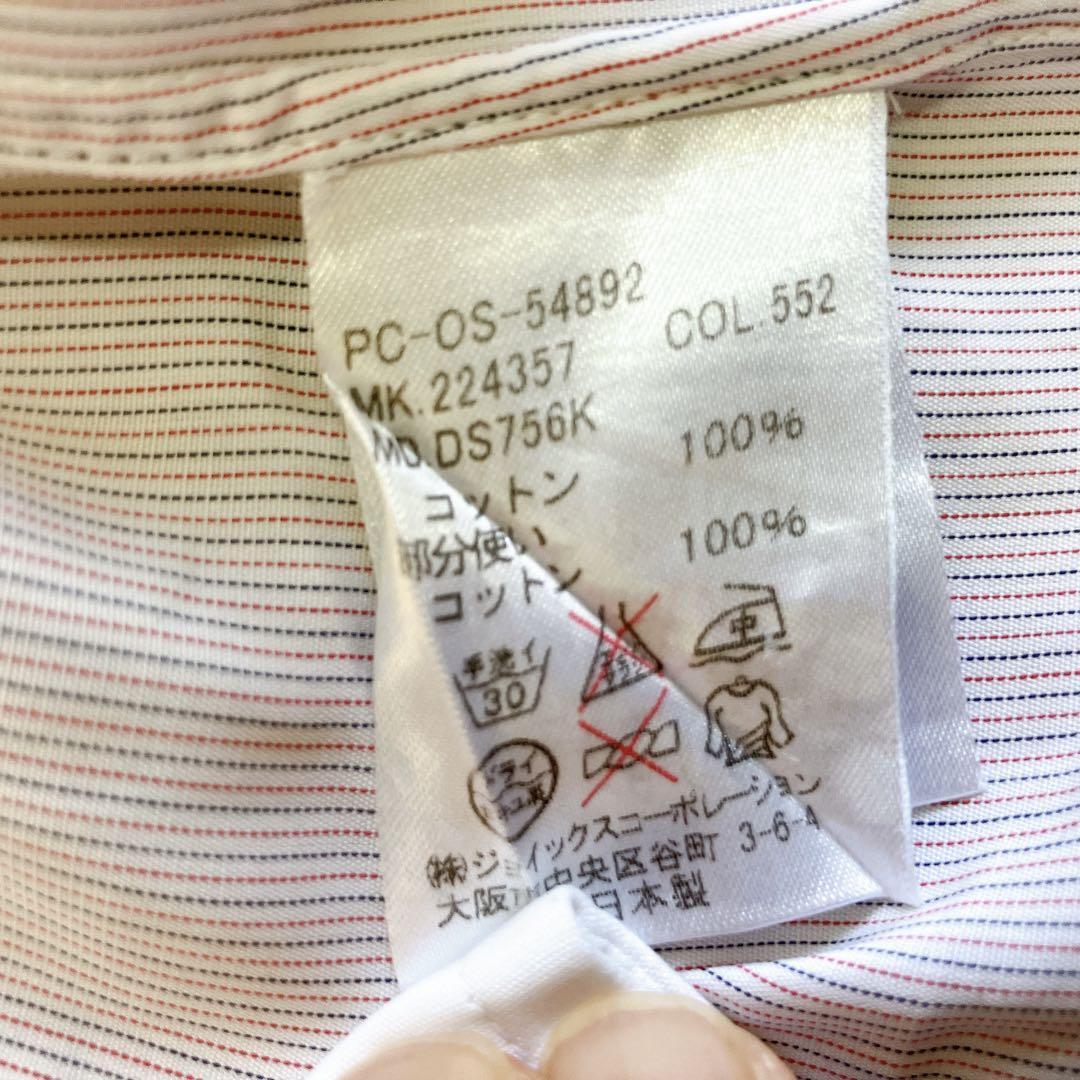 PC-OS-54892 COL.552
MK.224357
MD.DS756K
コットン 100%
部分使い
コットン 100%
手洗イ 30 中
ドライ
(株)ジョイックスコーポレーション
大阪市中央区谷町 3-6-4
日本製